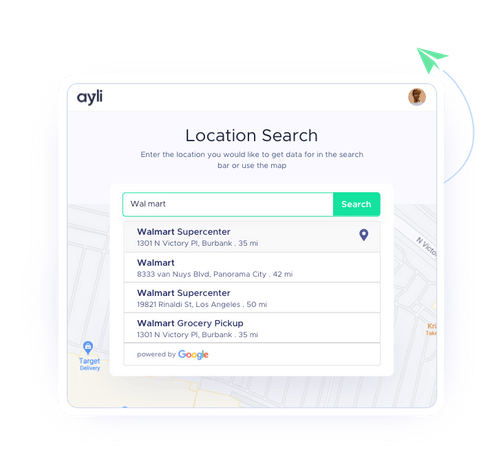 ayli
Location Search
Enter the location you would like to get data for in the search
bar or use the map
Wal mart
Search
Walmart Supercenter
1301 N Victory Pl, Burbank . 35 mi
Walmart
8333 van Nuys Blvd, Panorama City . 42 mi
Walmart Supercenter
19821 Rinaldi St, Los Angeles . 50 mi
Walmart Grocery Pickup
1301 N Victory Pl, Burbank . 35 mi
powered by Google
N Victo
Target
Delivery